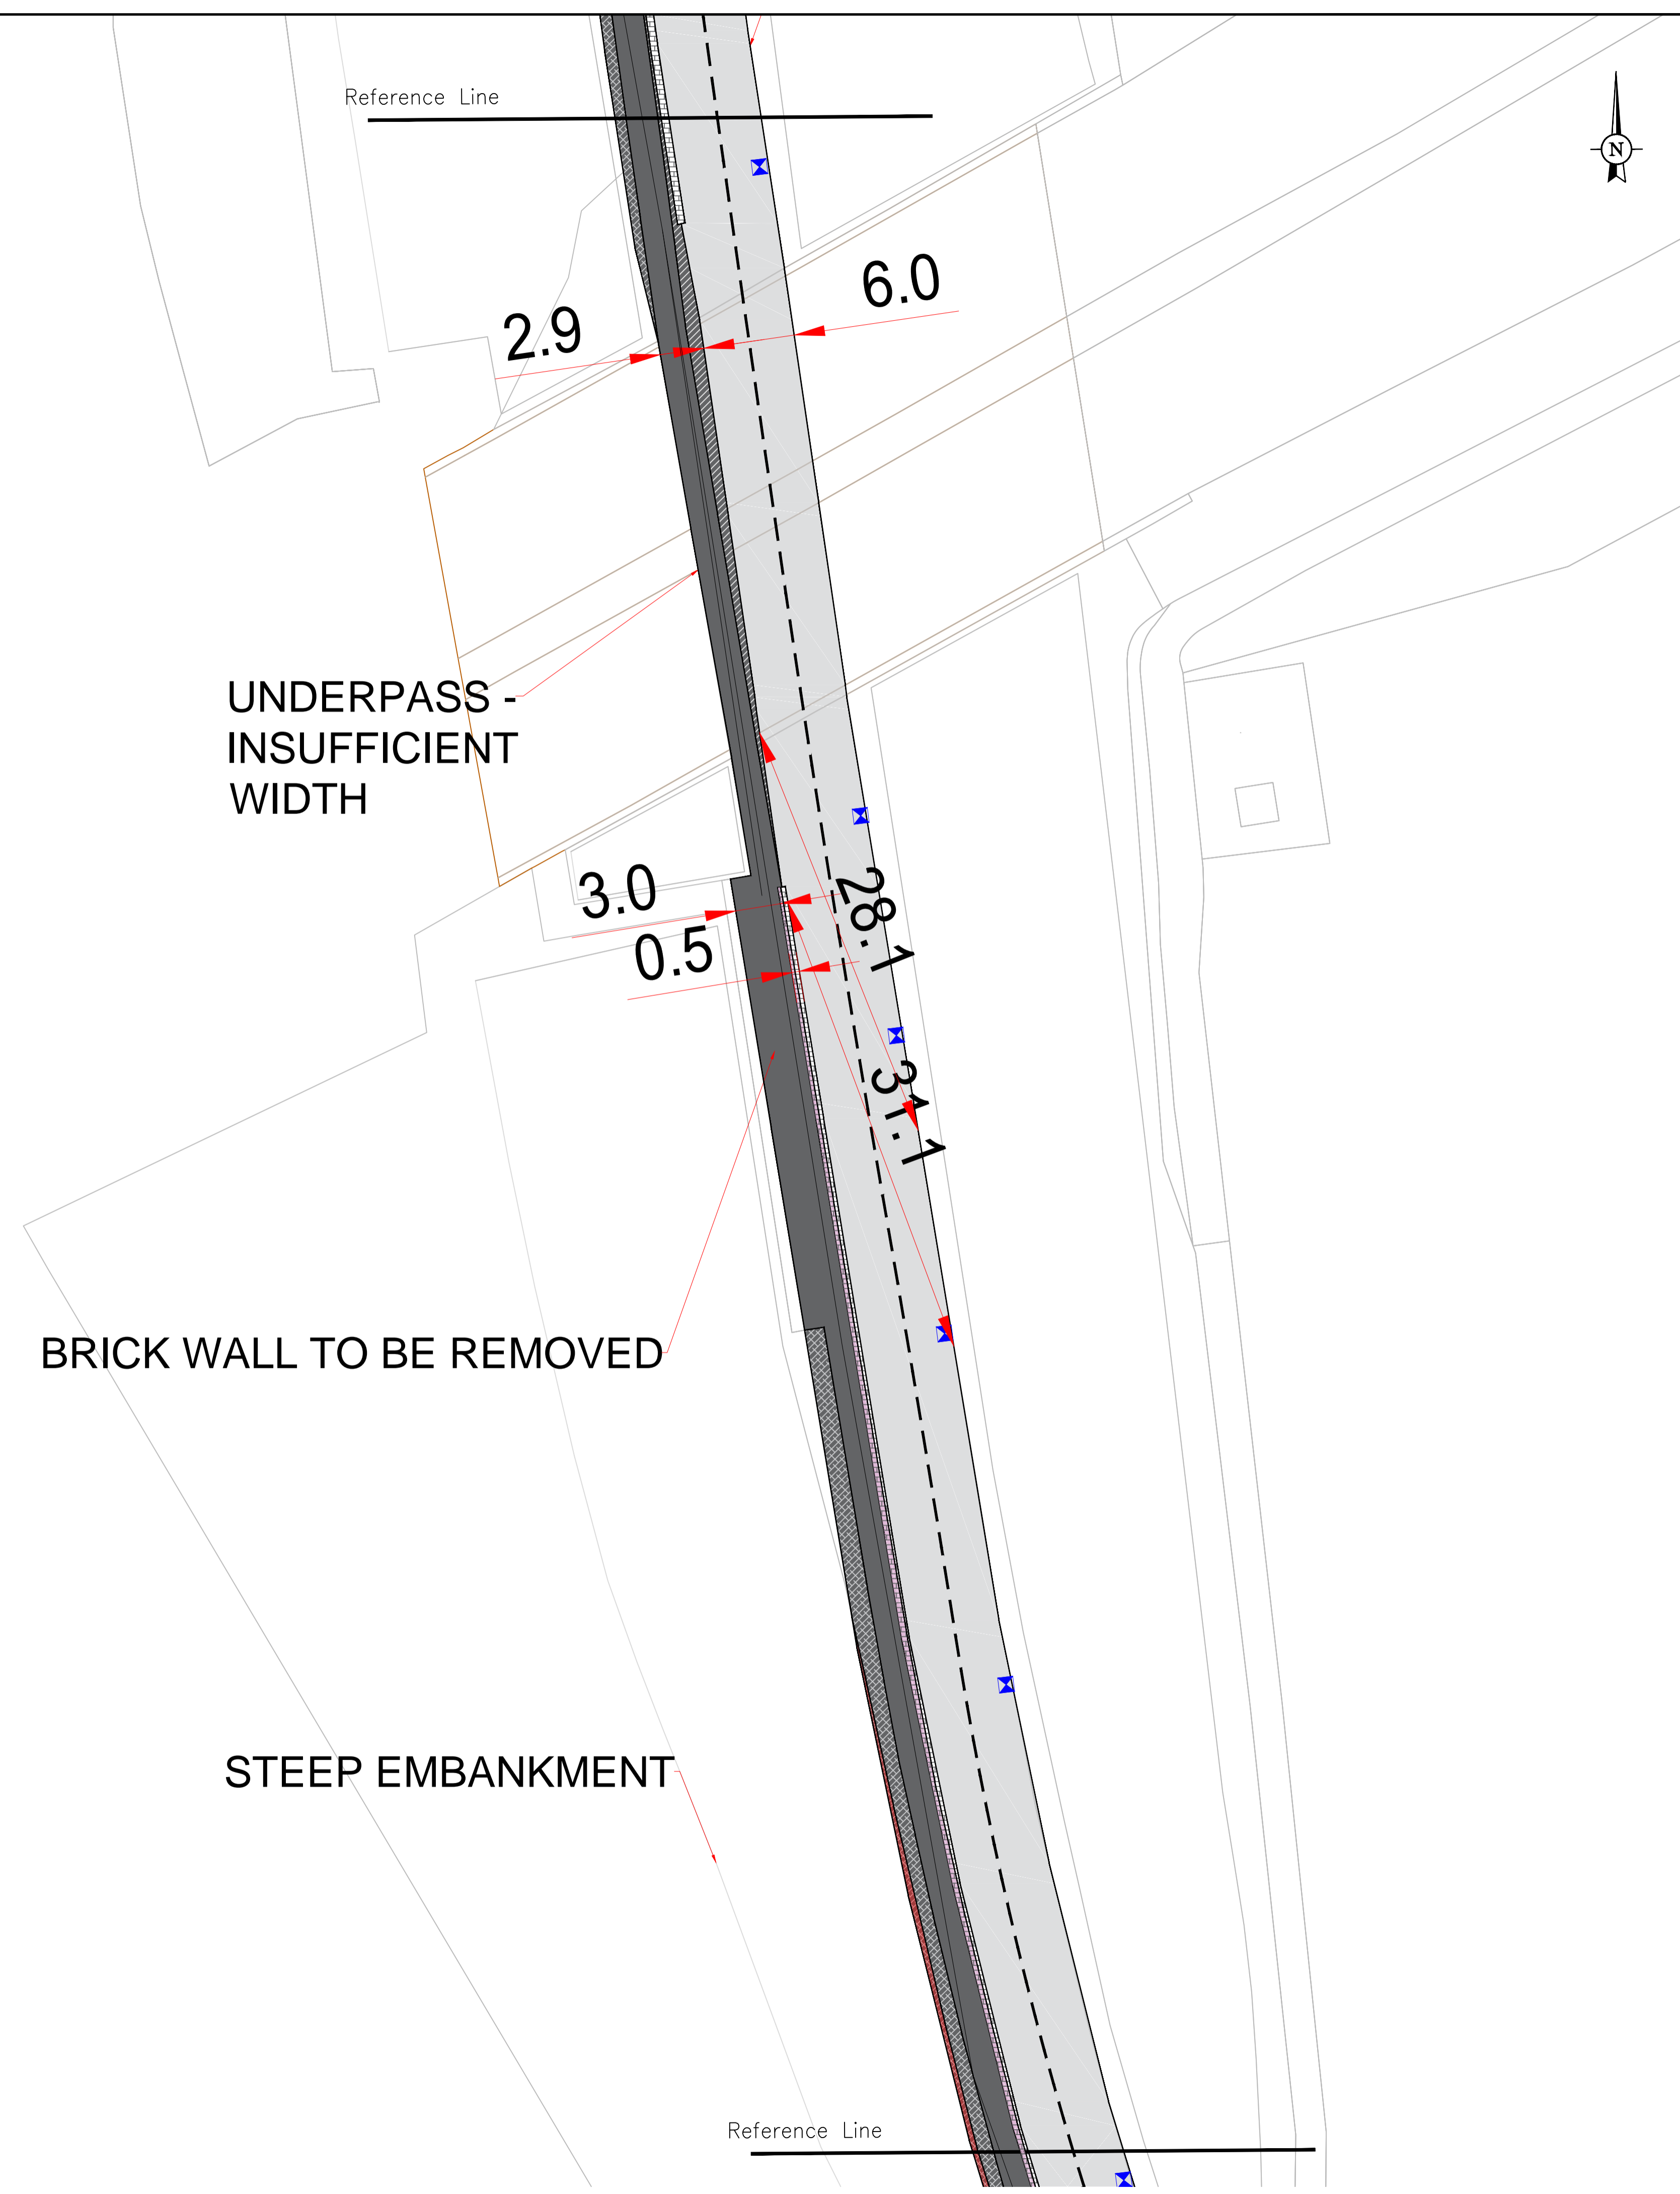 Reference Line
N
6.0
2.9
UNDERPASS -
INSUFFICIENT
WIDTH
3.0
28.1
0.5
31.1
BRICK WALL TO BE REMOVED
STEEP EMBANKMENT
Reference Line